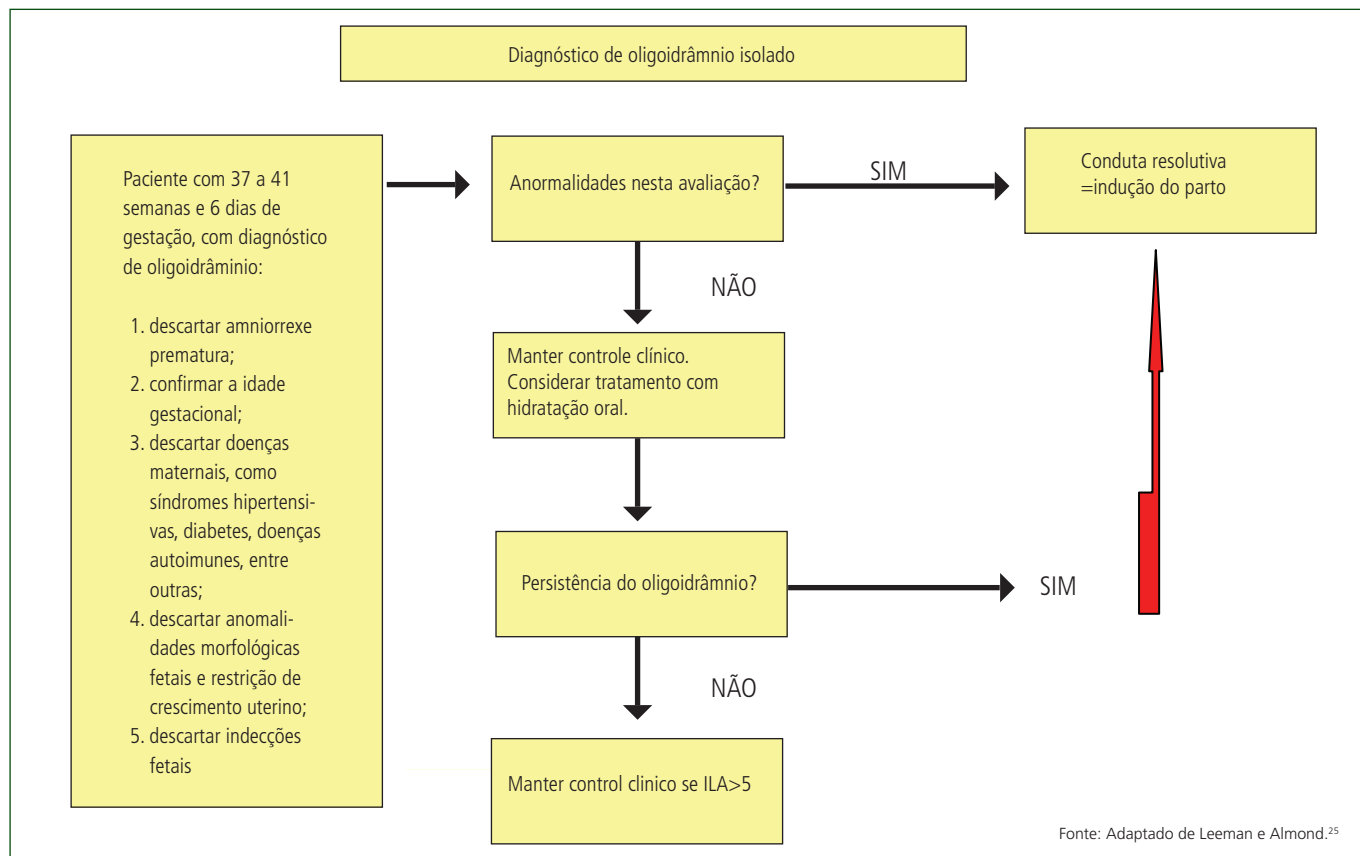 Diagnóstico de oligoidrâmnio isolado
Paciente com 37 a 41
semanas e 6 dias de
gestação, com diagnóstico
de oligoidrâminio:
1. descartar amniorrexe
prematura;
2. confirmar a idade
gestacional;
3. descartar doenças
maternais, como
síndromes hipertensi-
vas, diabetes, doenças
autoimunes, entre
outras;
4. descartar anomali-
dades morfológicas
fetais e restrição de
crescimento uterino;
5. descartar indecções
fetais
Anormalidades nesta avaliação?
SIM
Conduta resolutiva
=indução do parto
NÃO
Manter controle clínico.
Considerar tratamento com
hidratação oral.
Persistência do oligoidrâmnio?
SIM
NÃO
Manter control clinico se ILA>5
Fonte: Adaptado de Leeman e Almond.25